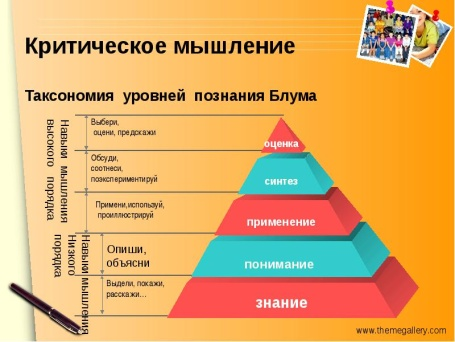 Критическое мышление
Таксономия уровней познания Блума
Навыки мышления
высокого порядка
Выбери,
оцени, предскажи
оценка
Обсуди,
соотнеси,
поэкспериментируй
синтез
Примени,используй,
проиллюстрируй
применение
Навыки мышления
Низкого
порядка
Опиши,
объясни
понимание
Выдели, покажи,
расскажи...
знание
www.themegallery.com